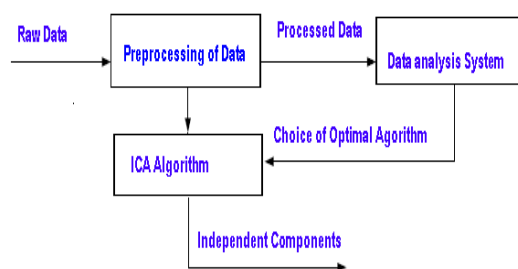 Raw Data
Preprocessing of Data
Processed Data
Data analysis System
Choice of Optimal Agorithm
ICA Algorithm
Independent Components